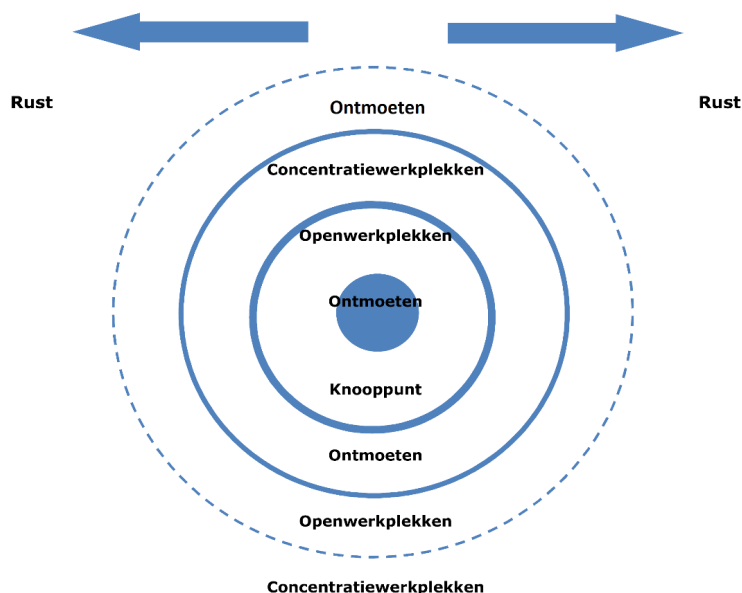 Rust
Rust
Ontmoeten
Concentratiewerkplekken
Openwerkplekken
Ontmoeten
Knooppunt
Ontmoeten
Openwerkplekken
Concentratiewerkplekken